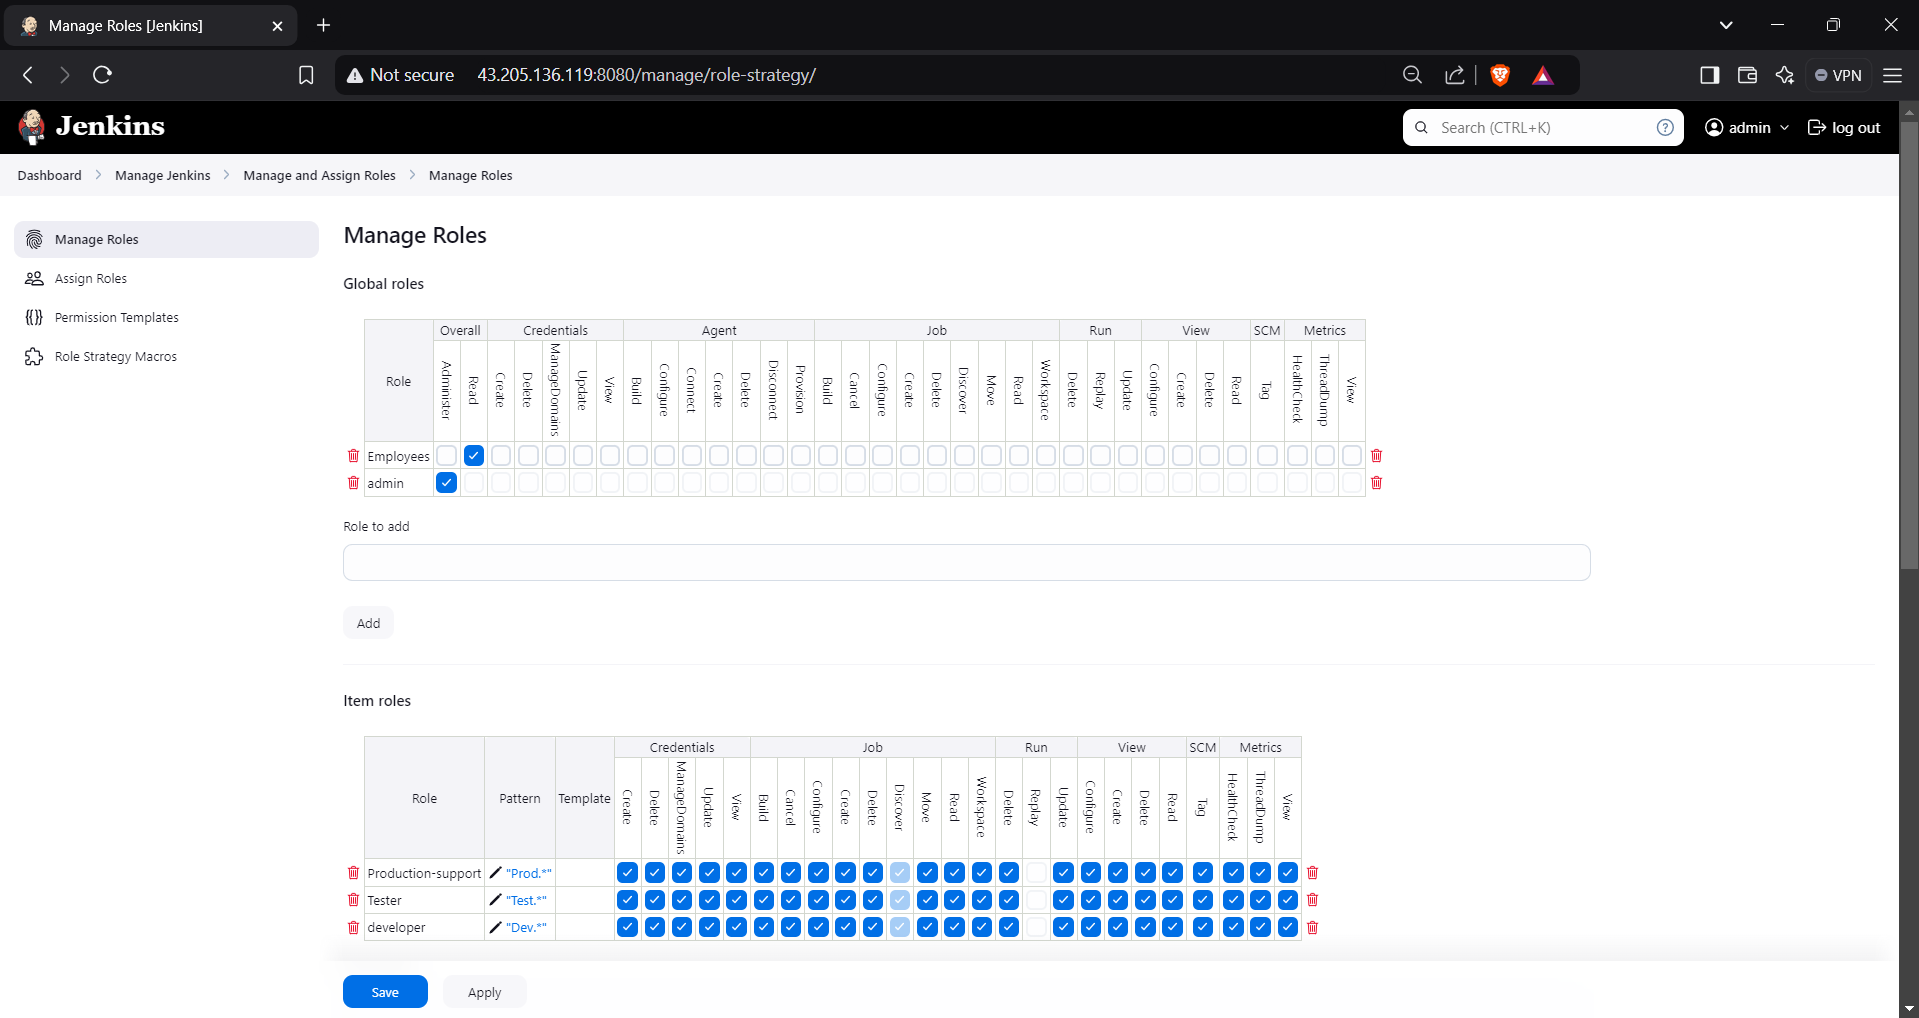 Manage Roles [Jenkins]
Not secure 43.205.136.119:8080/manage/role-strategy/
VPN
Jenkins
Search (CTRL+K)
admin
log out
Dashboard > Manage Jenkins > Manage and Assign Roles > Manage Roles
Manage Roles
Assign Roles
Permission Templates
Role Strategy Macros
Manage Roles
Global roles
Role Overall Credentials Agent Job Run View SCM Metrics
Administer Read Create Delete ManageDomains Update View Build Configure Connect Create Delete Disconnect Provision Build Cancel Configure Create Delete Discover Move Read Workspace Delete Replay Update Configure Create Delete Read Tag HealthCheck ThreadDump View
Employees
admin
Role to add
Add
Item roles
Role Pattern Template Credentials Job Run View SCM Metrics
Create Delete ManageDomains Update View Build Cancel Configure Create Delete Discover Move Read Workspace Delete Replay Update Configure Create Delete Read Tag HealthCheck ThreadDump View
Production-support "Prod.*"
Tester "Test.*"
developer "Dev.*"
Save Apply